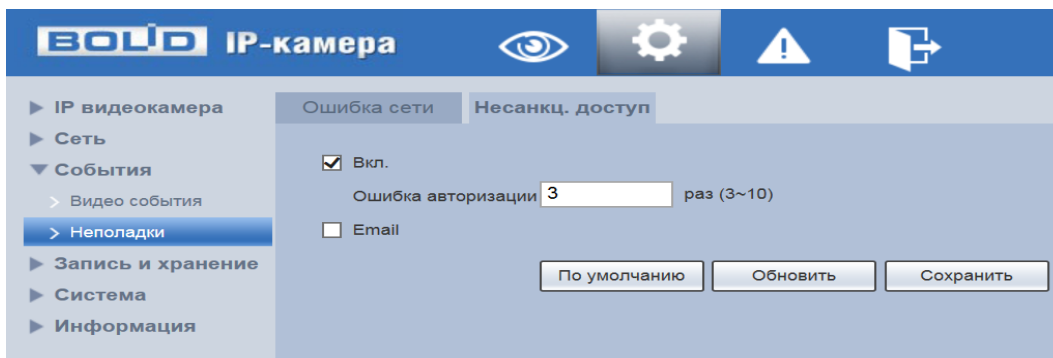 BOLID IP-камера
IP видеокамера
Сеть
События
Видео события
Неполадки
Запись и хранение
Система
Информация
Ошибка сети Несанкц. доступ
Вкл.
Ошибка авторизации 3 раз (3~10)
Email
По умолчанию Обновить Сохранить